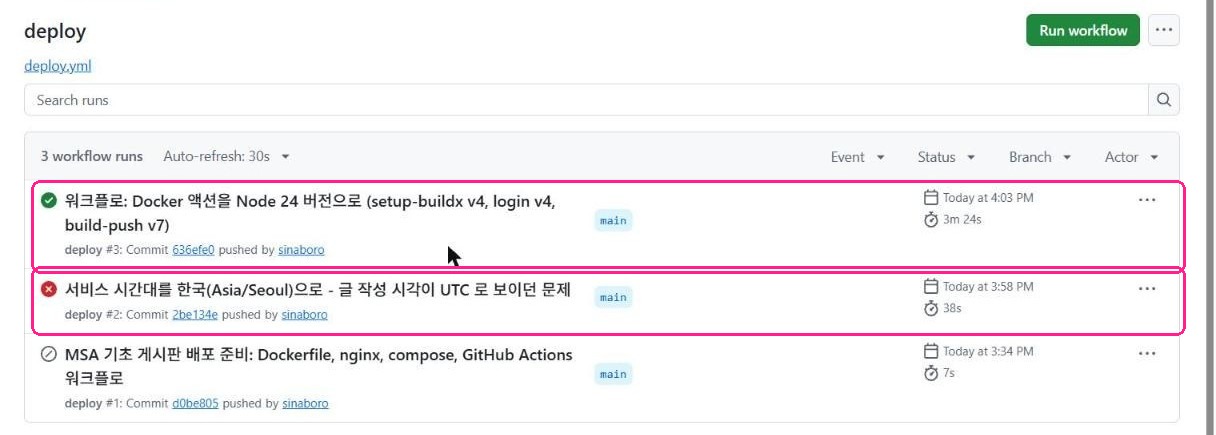 deploy
Run workflow
deploy.yml
Search runs
3 workflow runs Auto-refresh: 30s Event Status Branch Actor
워크플로: Docker 액션을 Node 24 버전으로 (setup-buildx v4, login v4,
build-push v7)
deploy #3: Commit 636efe0 pushed by sinaboro
main
Today at 4:03 PM
3m 24s
서비스 시간대를 한국(Asia/Seoul)으로 - 글 작성 시각이 UTC 로 보이던 문제
deploy #2: Commit 2be134e pushed by sinaboro
main
Today at 3:58 PM
38s
MSA 기초 게시판 배포 준비: Dockerfile, nginx, compose, GitHub Actions
워크플로
deploy #1: Commit d0be805 pushed by sinaboro
main
Today at 3:34 PM
7s